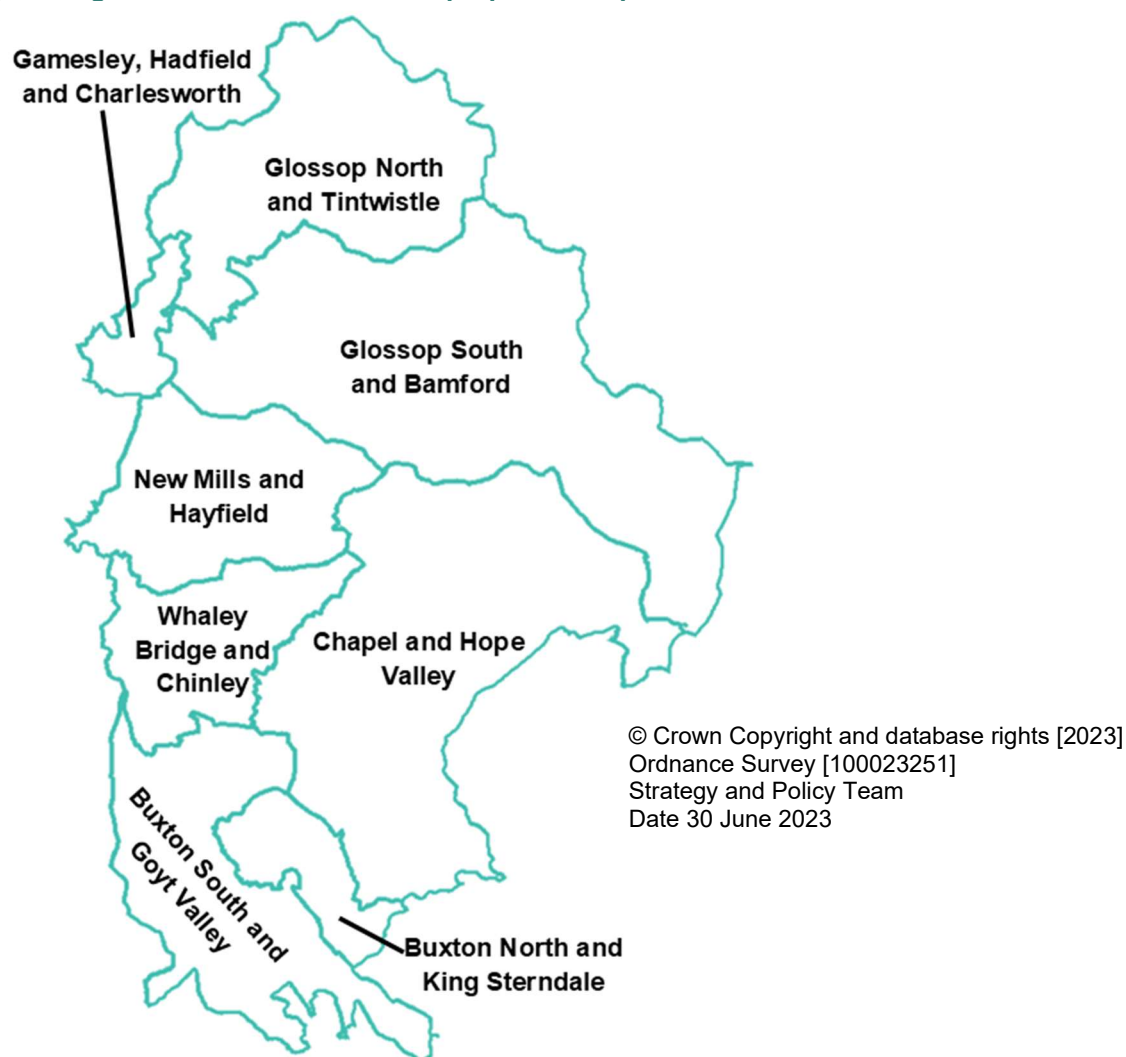 Gamesley, Hadfield
and Charlesworth
Glossop North
and Tintwistle
Glossop South
and Bamford
New Mills and
Hayfield
Whaley
Bridge and
Chinley
Chapel and Hope
Valley
© Crown Copyright and database rights [2023]
Ordnance Survey [100023251]
Strategy and Policy Team
Date 30 June 2023
Buxton South and
Goyt Valley
Buxton North and
King Sterndale